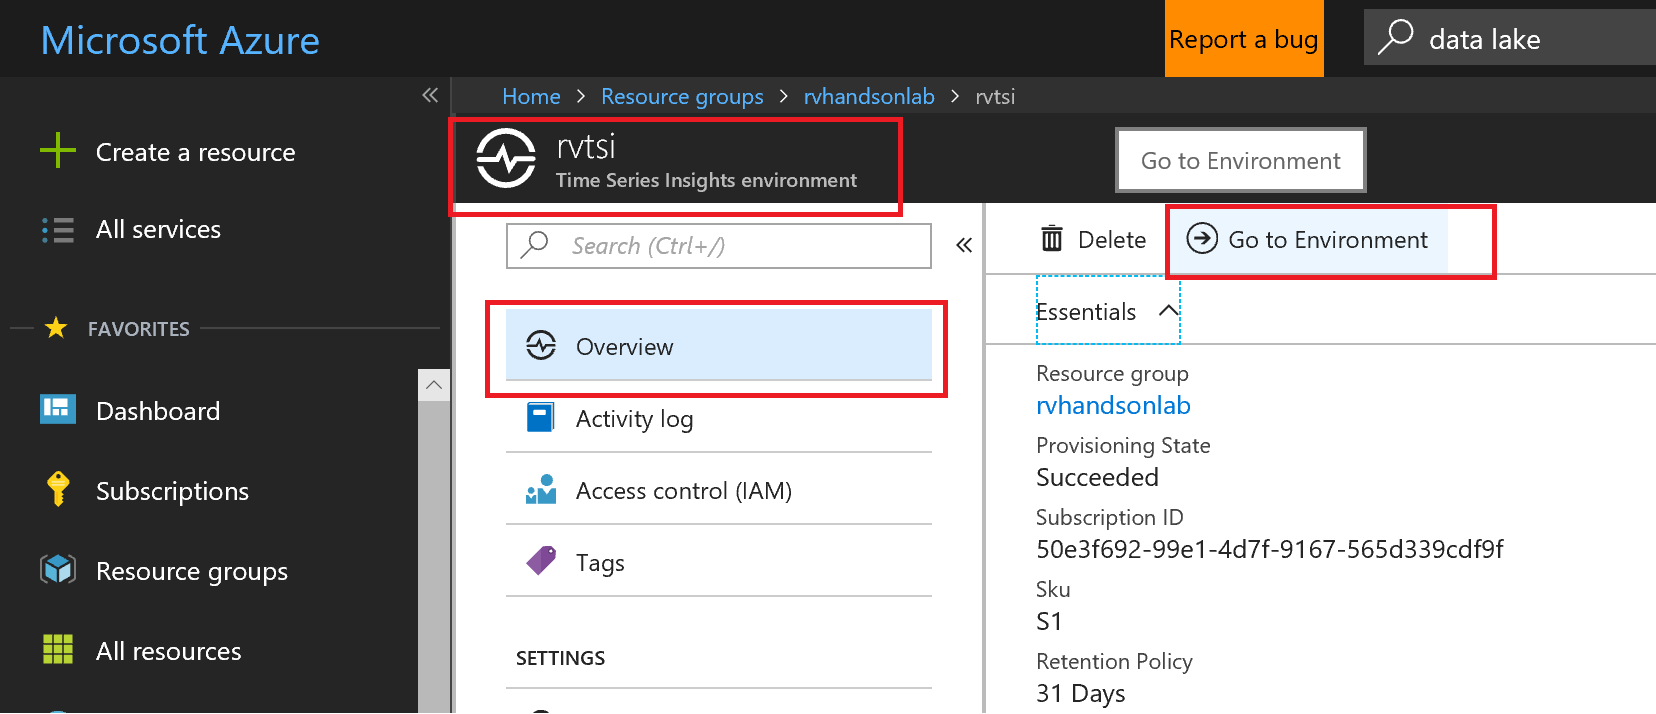 Microsoft Azure
Report a bug
data lake
Home > Resource groups > rvhandsonlab > rvtsi
Create a resource
All services
FAVORITES
Dashboard
Subscriptions
Resource groups
All resources
rvtsi
Time Series Insights environment
Go to Environment
Search (Ctrl+/)
Overview
Activity log
Access control (IAM)
Tags
SETTINGS
Delete
Go to Environment
Essentials
Resource group
rvhandsonlab
Provisioning State
Succeeded
Subscription ID
50e3f692-99e1-4d7f-9167-565d339cdf9f
Sku
S1
Retention Policy
31 Days